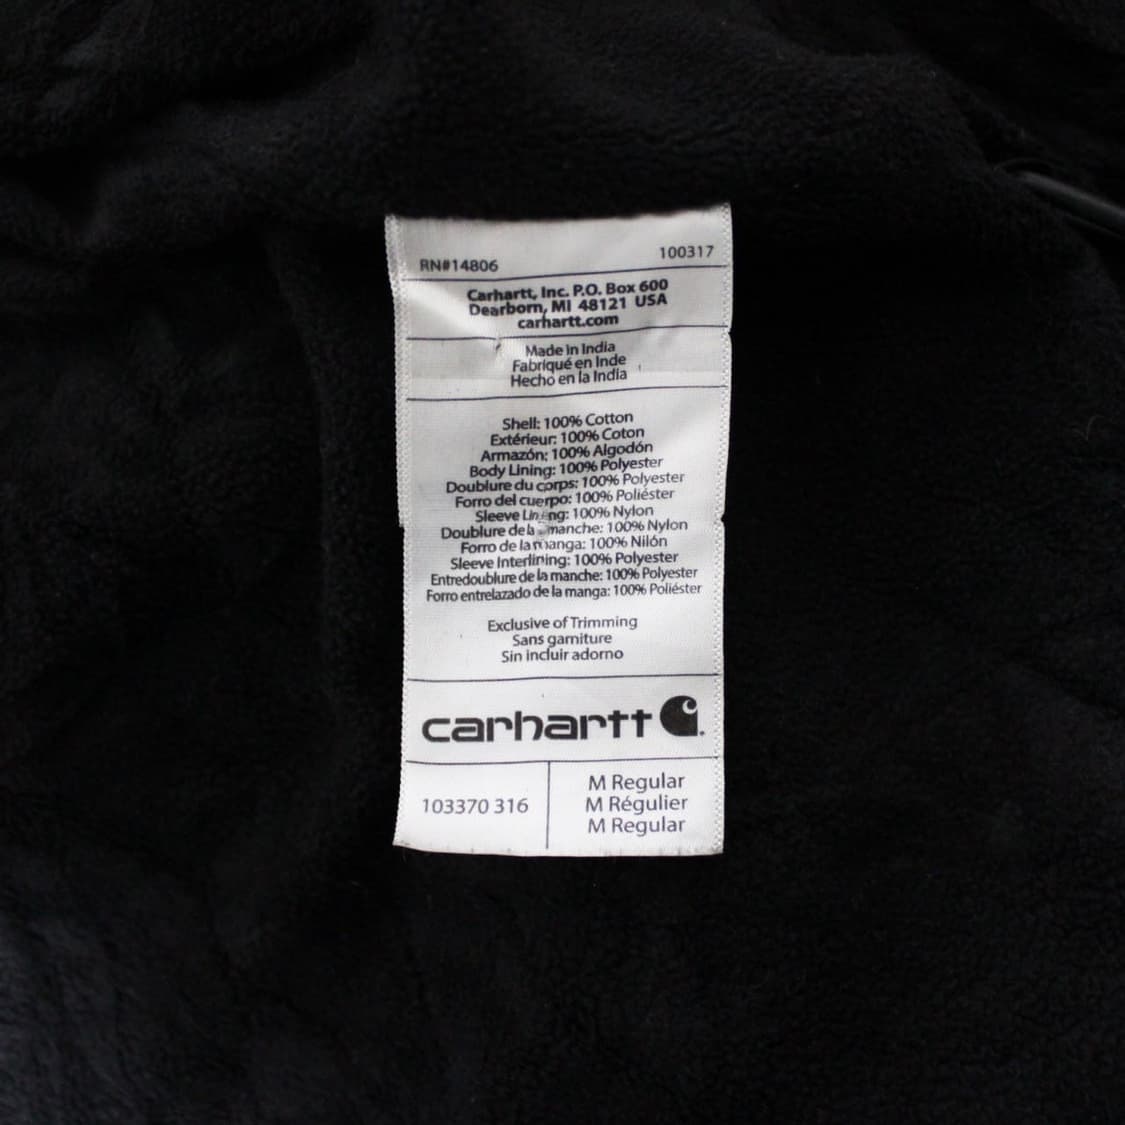 RN#14806 100317
Carhartt, Inc. P.O. Box 600
Dearborn, MI 48121 USA
carhartt.com
Made in India
Fabriqué en Inde
Hecho en la India
Shell: 100% Cotton
Extérieur: 100% Coton
Armazón: 100% Algodón
Body Lining: 100% Polyester
Doublure du corps: 100% Polyester
Forro del cuerpo: 100% Poliéster
Sleeve Lining: 100% Nylon
Doublure de la manche: 100% Nylon
Forro de la manga: 100% Nilón
Sleeve Interlining: 100% Polyester
Entredoublure de la manche: 100% Polyester
Forro entrelazado de la manga: 100% Poliéster
Exclusive of Trimming
Sans garniture
Sin incluir adorno
carhartt
103370 316
M Regular
M Régulier
M Regular